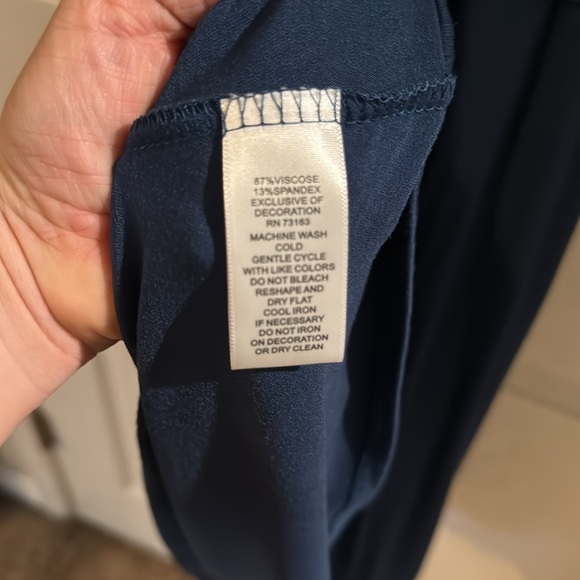 87%VISCOSE
13%SPANDEX
EXCLUSIVE OF
DECORATION
RN 73163
MACHINE WASH
COLD
GENTLE CYCLE
WITH LIKE COLORS
DO NOT BLEACH
RESHAPE AND
DRY FLAT
COOL IRON
IF NECESSARY
DO NOT IRON
ON DECORATION
OR DRY CLEAN